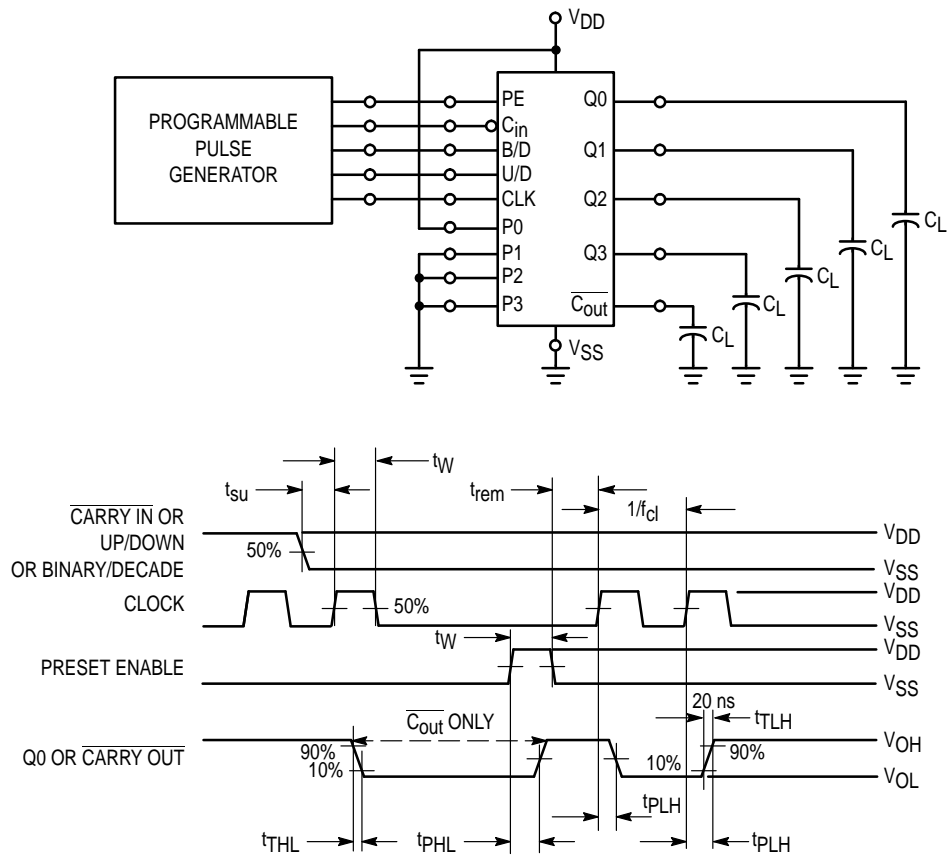 VDD
PROGRAMMABLE
PULSE
GENERATOR
PE
Cin
B/D
U/D
CLK
P0
P1
P2
P3
Q0
Q1
Q2
Q3
Cout
VSS
CL
CL
CL
CL
CL
tW
tsu
trem
1/fcl
CARRY IN OR
UP/DOWN
OR BINARY/DECADE
50%
VDD
VSS
CLOCK
50%
VDD
VSS
tW
PRESET ENABLE
VDD
VSS
20 ns
tTLH
Cout ONLY
Q0 OR CARRY OUT
90%
10%
10%
90%
VOH
VOL
tPLH
tTHL
tPHL
tPLH